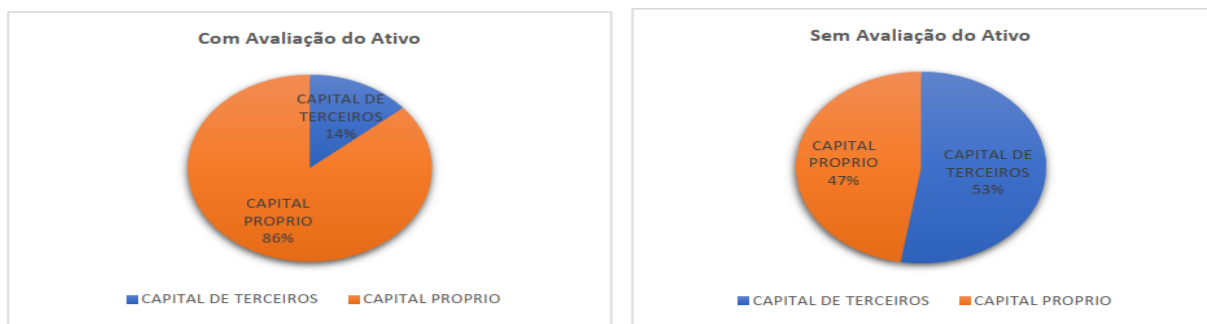 Com Avaliação do Ativo
CAPITAL DE
TERCEIROS
14%
CAPITAL
PROPRIO
86%
CAPITAL DE TERCEIROS
CAPITAL PROPRIO
Sem Avaliação do Ativo
CAPITAL
PROPRIO
47%
CAPITAL DE
TERCEIROS
53%
CAPITAL DE TERCEIROS
CAPITAL PROPRIO